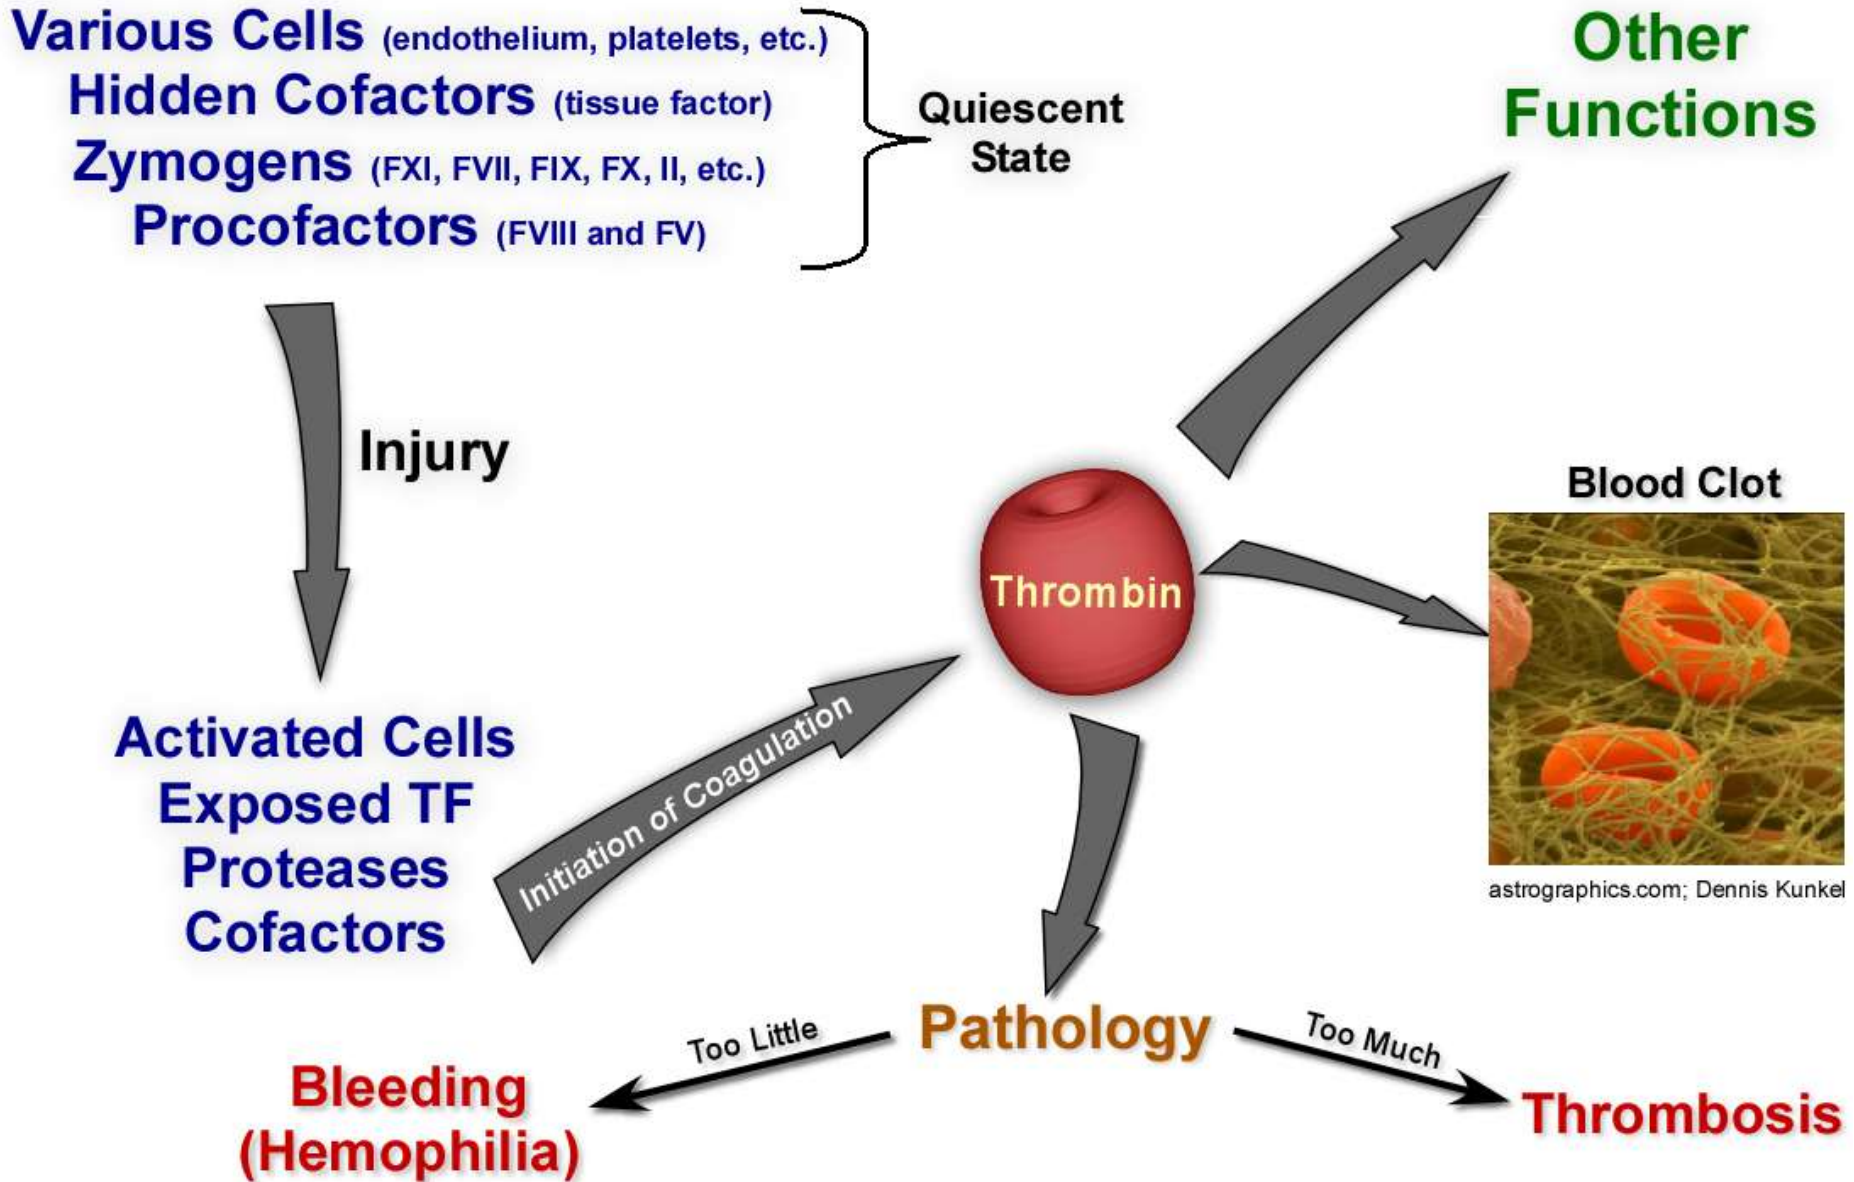 Various Cells (endothelium, platelets, etc.)
Hidden Cofactors (tissue factor)
Zymogens (FXI, FVII, FIX, FX, II, etc.)
Procofactors (FVIII and FV)
Quiescent
State
Other
Functions
Injury
Blood Clot
Thrombin
astrographics.com; Dennis Kunkel
Activated Cells
Exposed TF
Proteases
Cofactors
Initiation of Coagulation
Pathology
Too Little
Too Much
Bleeding
(Hemophilia)
Thrombosis